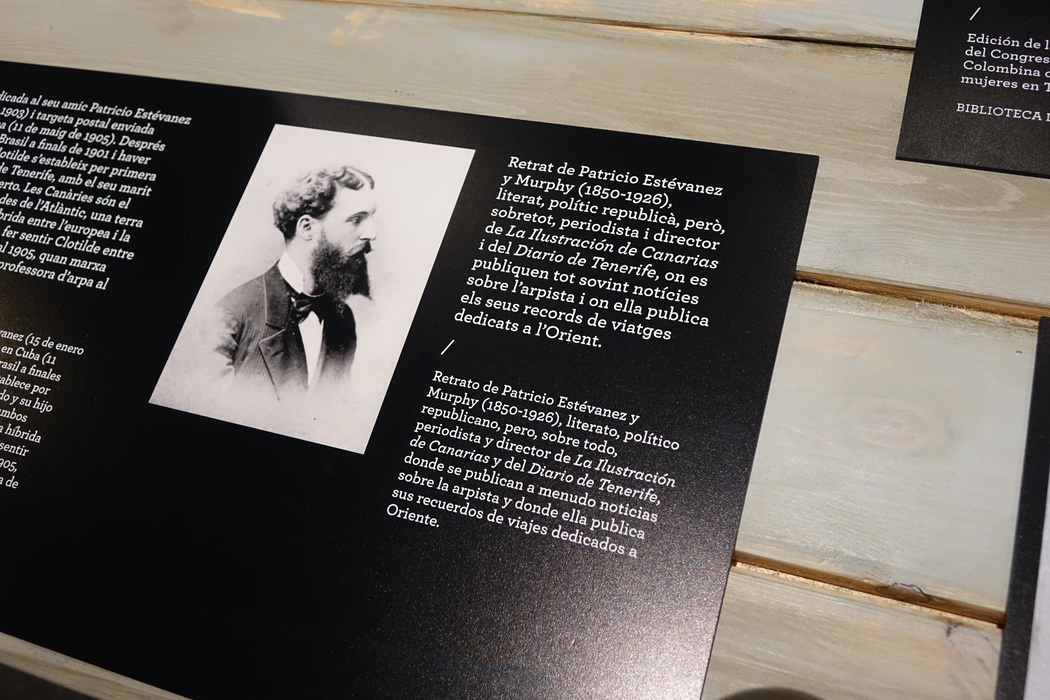 dicada al seu amic Patricio Estévanez
1903) i targeta postal enviada
a (11 de maig de 1905). Després
Brasil a finals de 1901 i haver
lotilde s'estableix per primera
de Tenerife, amb el seu marit
erto. Les Canàries són el
des de l'Atlàntic, una terra
brida entre l'europea i la
fer sentir Clotilde entre
al 1905, quan marxa
professora d'arpa al
vanez (15 de enero
en Cuba (11
rasil a finales
ablece por
do y su hijo
ambos
a híbrida
sentir
905,
a de
Retrat de Patricio Estévanez
y Murphy (1850-1926),
literat, polític republicà, però,
sobretot, periodista i director
de La Ilustración de Canarias
i del Diario de Tenerife, on es
publiquen tot sovint notícies
sobre l'arpista i on ella publica
els seus records de viatges
dedicats a l'Orient.
/
Retrato de Patricio Estévanez y
Murphy (1850-1926), literato, político
republicano, pero, sobre todo,
periodista y director de La Ilustración
de Canarias y del Diario de Tenerife,
donde se publican a menudo noticias
sobre la arpista y donde ella publica
sus recuerdos de viajes dedicados a
Oriente.
/
Edición de l
del Congres
Colombina
mujeres en T
BIBLIOTECA